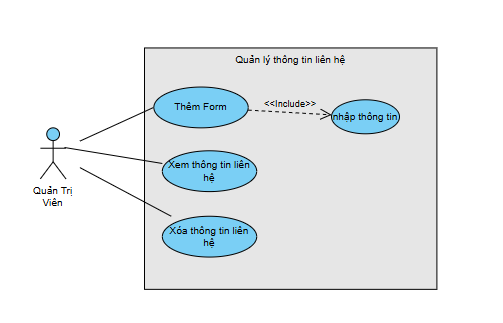 Quản lý thông tin liên hệ
Thêm Form
<<Include>>
nhập thông tin
Xem thông tin liên
hệ
Quản Trị
Viên
Xóa thông tin liên
hệ